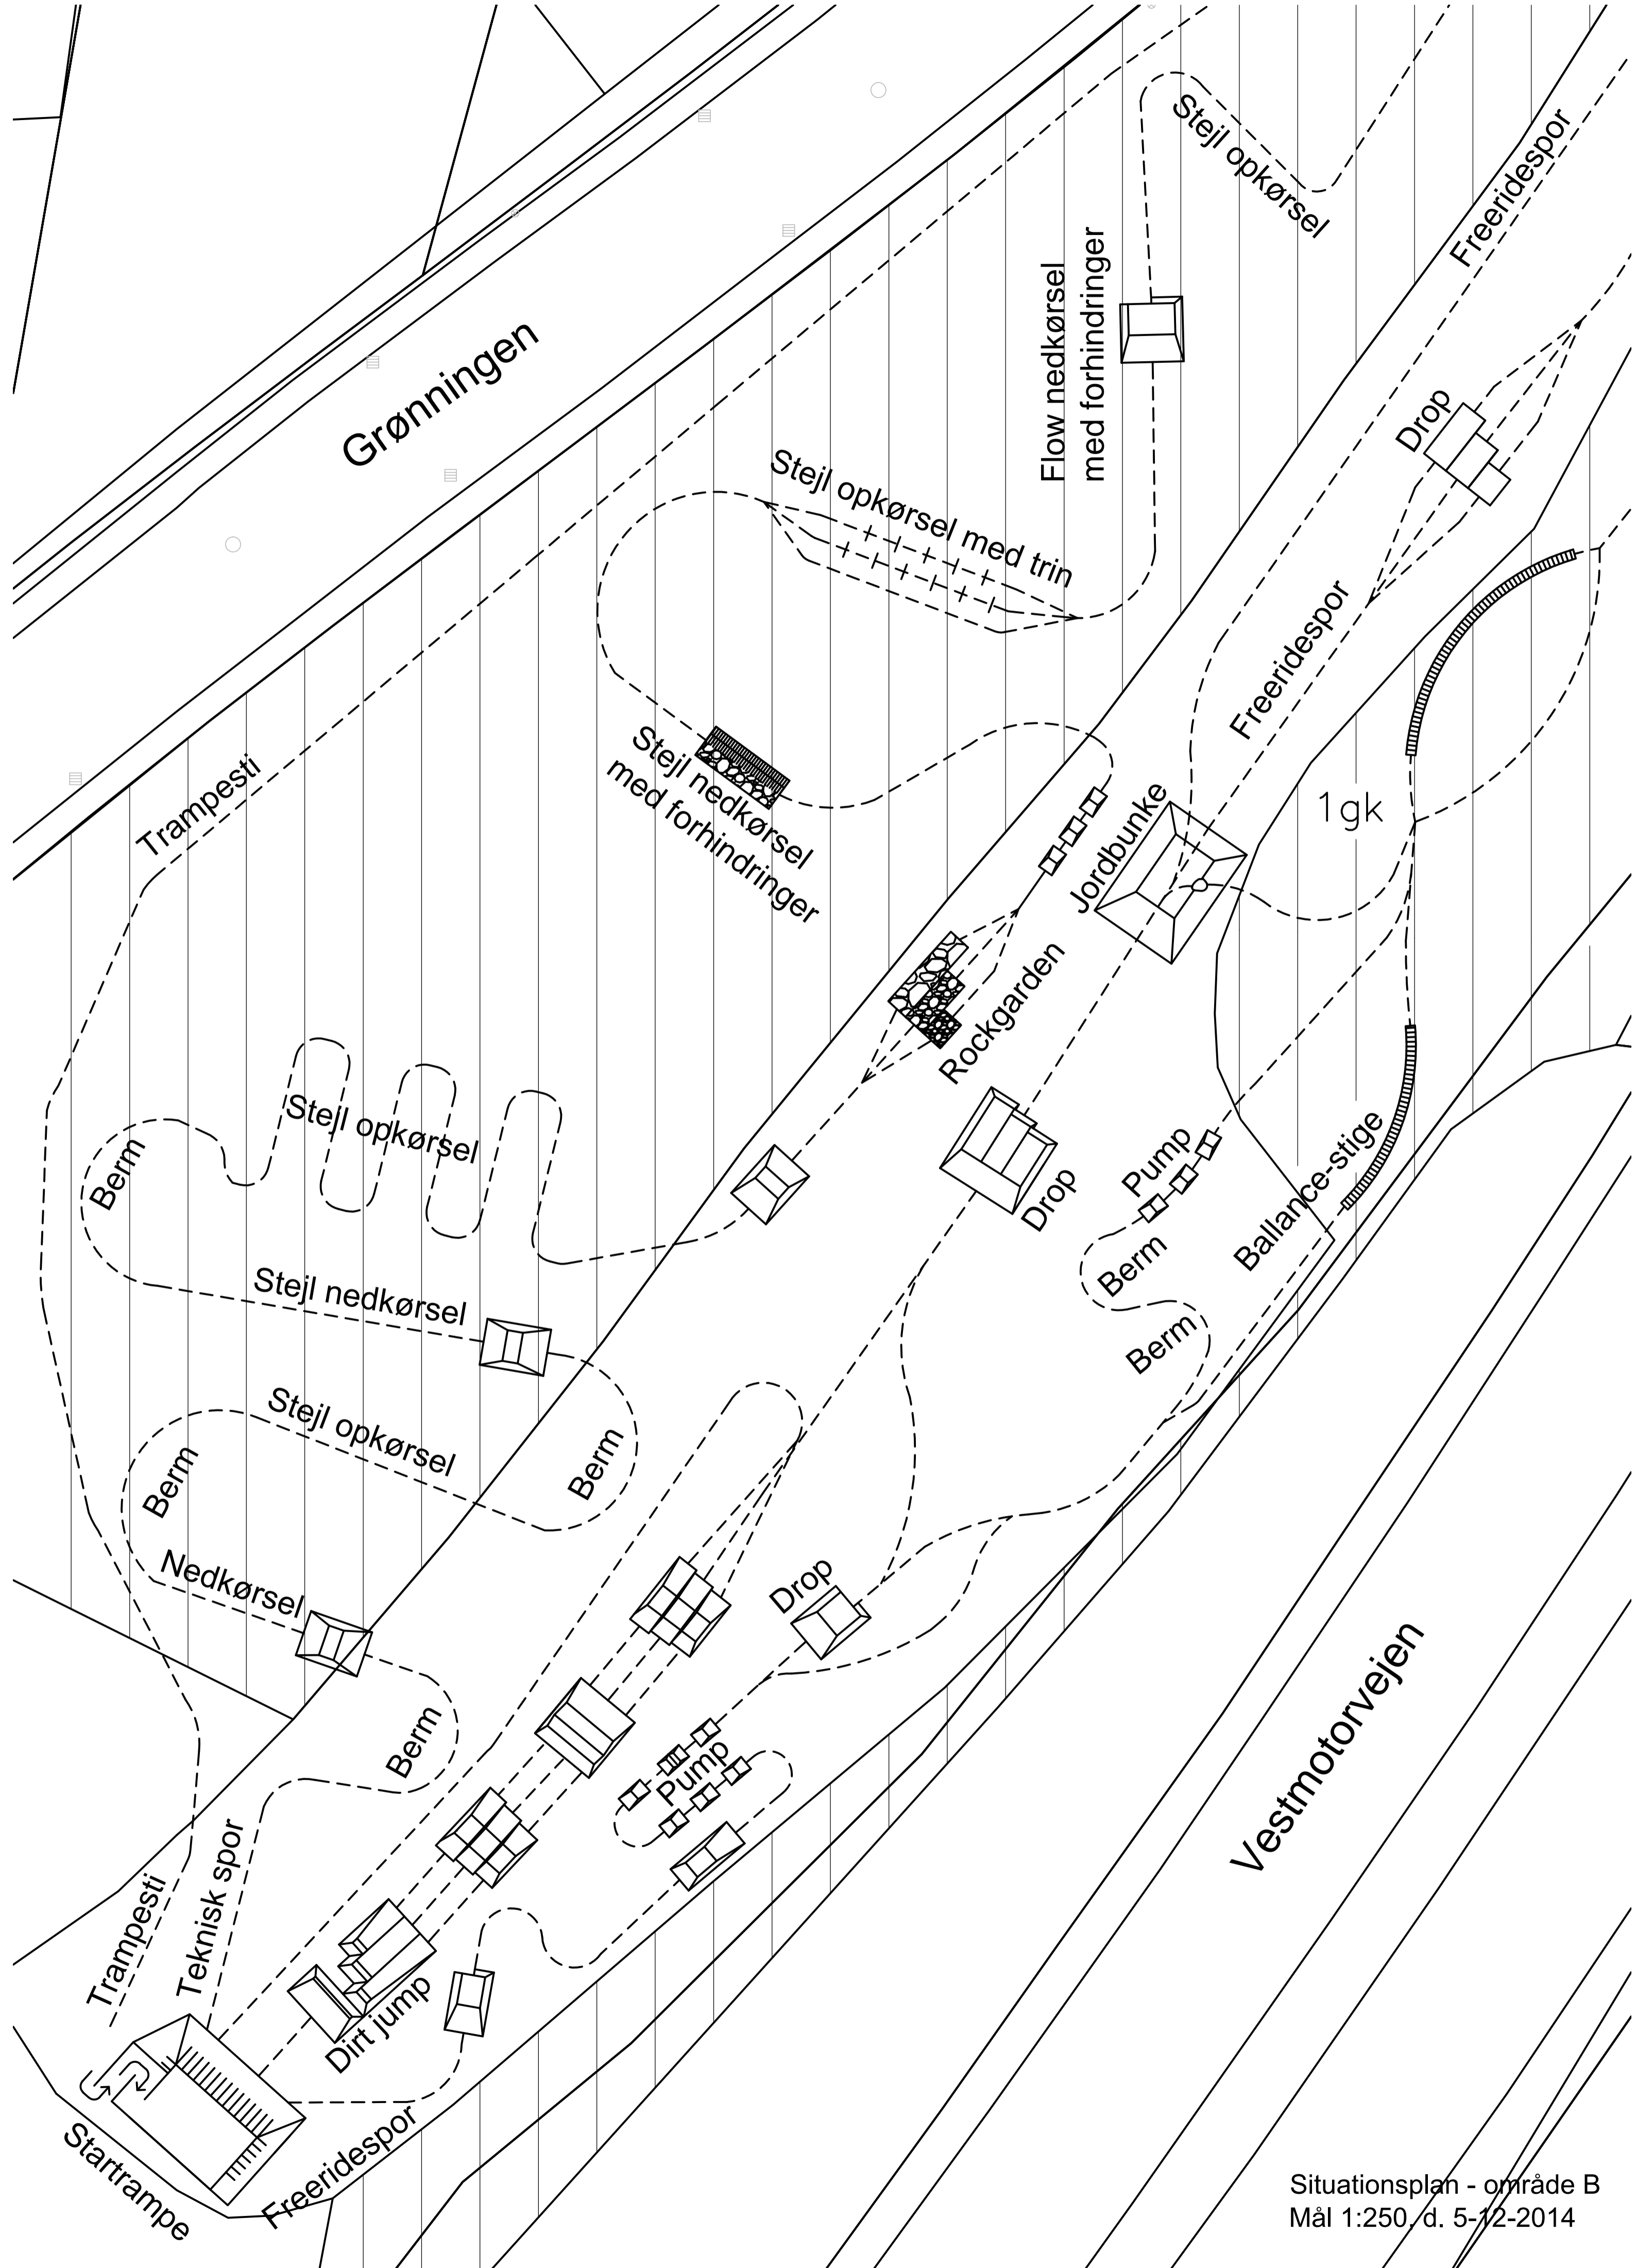 Stejl opkørsel
Freeridespor
Flow nedkørsel
med forhindringer
Grønningen
Drop
Stejl opkørsel med trin
Freeridespor
Trampesti
Stejl nedkørsel
med forhindringer
Jordbunke
1gk
Rockgarden
Stejl opkørsel
Berm
Drop
Pump
Ballance-stige
Berm
Stejl nedkørsel
Berm
Stejl opkørsel
Berm
Berm
Nedkørsel
Drop
Berm
Pump
Vestmotorvejen
Trampesti
Teknisk spor
Dirt jump
Startrampe
Freeridespor
Situationsplan - område B
Mål 1:250, d. 5-12-2014